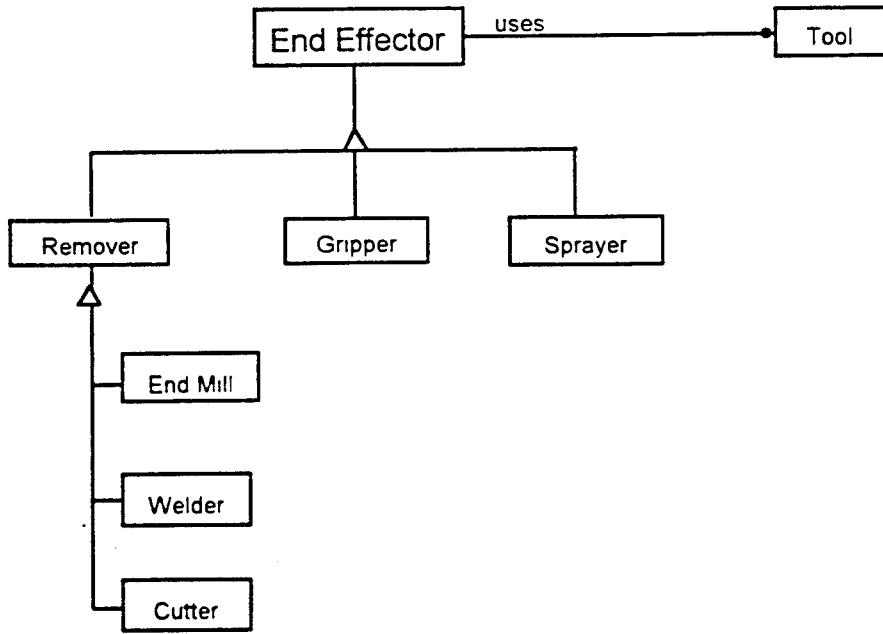 End Effector
uses
Tool
Remover
Gripper
Sprayer
End Mill
Welder
Cutter